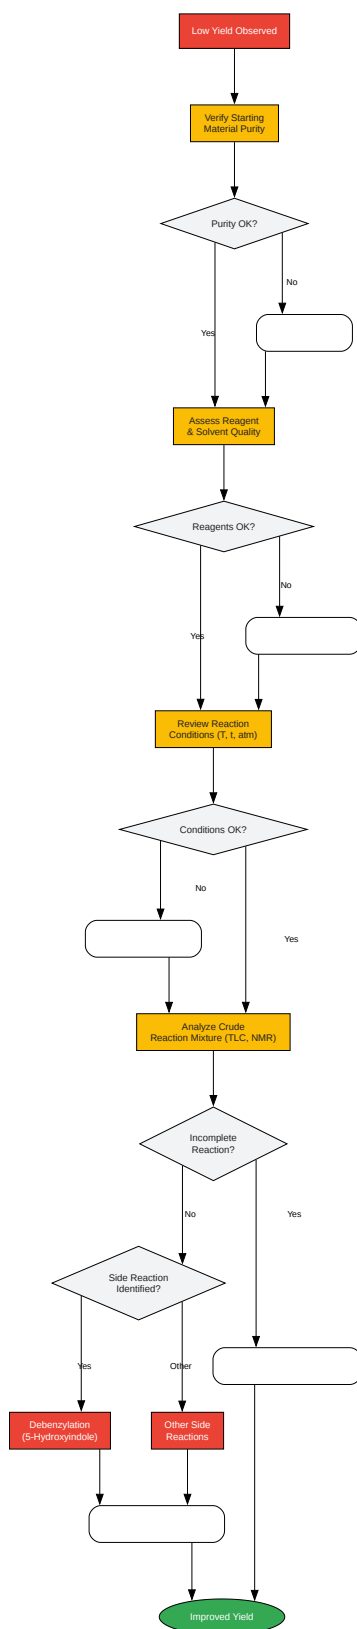 Low Yield Observed
Verify Starting
Material Purity
Purity OK?
No
Yes
Assess Reagent
& Solvent Quality
Reagents OK?
No
Yes
Review Reaction
Conditions (T, t, atm)
Conditions OK?
No
Yes
Analyze Crude
Reaction Mixture (TLC, NMR)
Incomplete
Reaction?
No
Yes
Side Reaction
Identified?
Yes
Other
Debenzylation
(5-Hydroxyindole)
Other Side
Reactions
Improved Yield